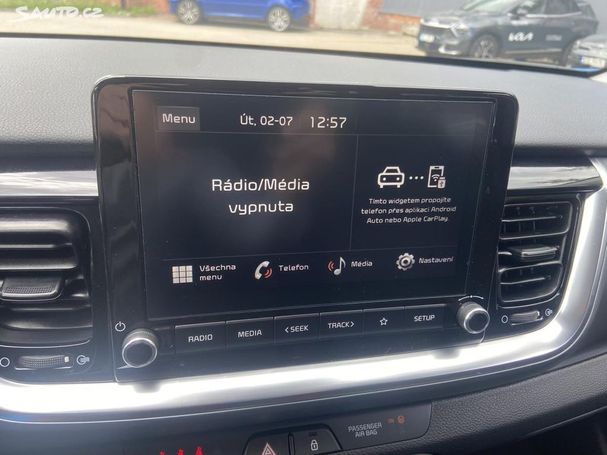 SAUTO.CZ
KIA
Menu
Út, 02-07 12:57
Rádio/Média
vypnuta
Tímto widgetem propojíte
telefon přes aplikaci Android
Auto nebo Apple CarPlay.
Všechna
menu
Telefon
Média
Nastavení
RADIO
MEDIA
< SEEK
TRACK >
SETUP
PASSENGER
AIR BAG